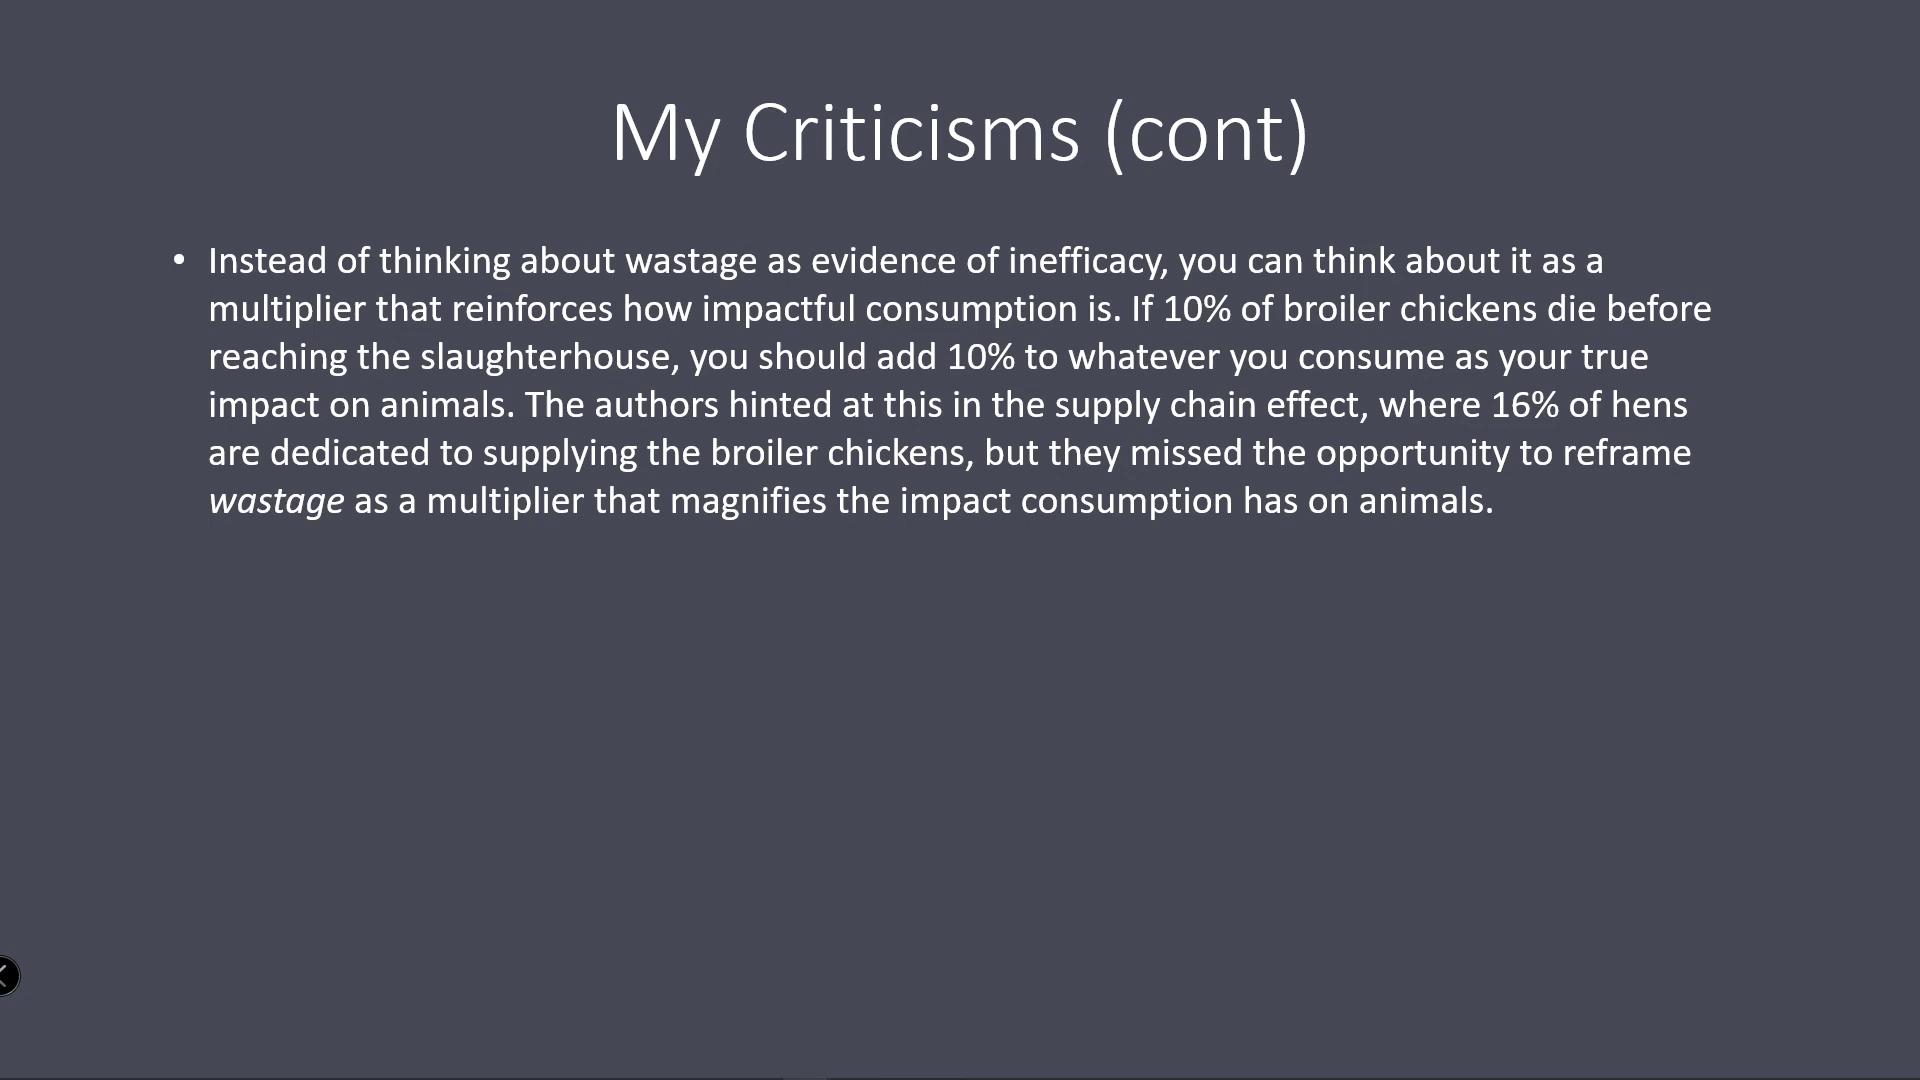 My Criticisms (cont)
• Instead of thinking about wastage as evidence of inefficacy, you can think about it as a
multiplier that reinforces how impactful consumption is. If 10% of broiler chickens die before
reaching the slaughterhouse, you should add 10% to whatever you consume as your true
impact on animals. The authors hinted at this in the supply chain effect, where 16% of hens
are dedicated to supplying the broiler chickens, but they missed the opportunity to reframe
wastage as a multiplier that magnifies the impact consumption has on animals.